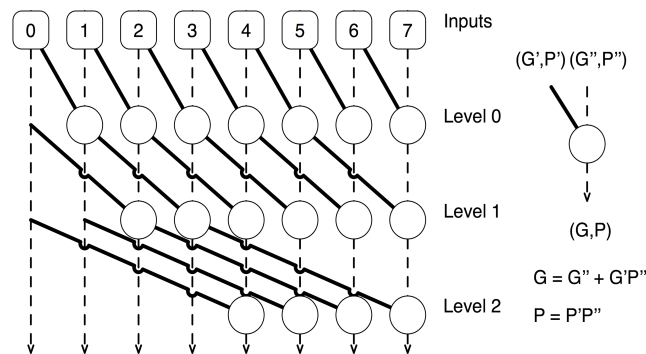 0 1 2 3 4 5 6 7 Inputs
(G',P') (G'',P'')
Level 0
Level 1
(G,P)
G = G'' + G'P''
Level 2
P = P'P''